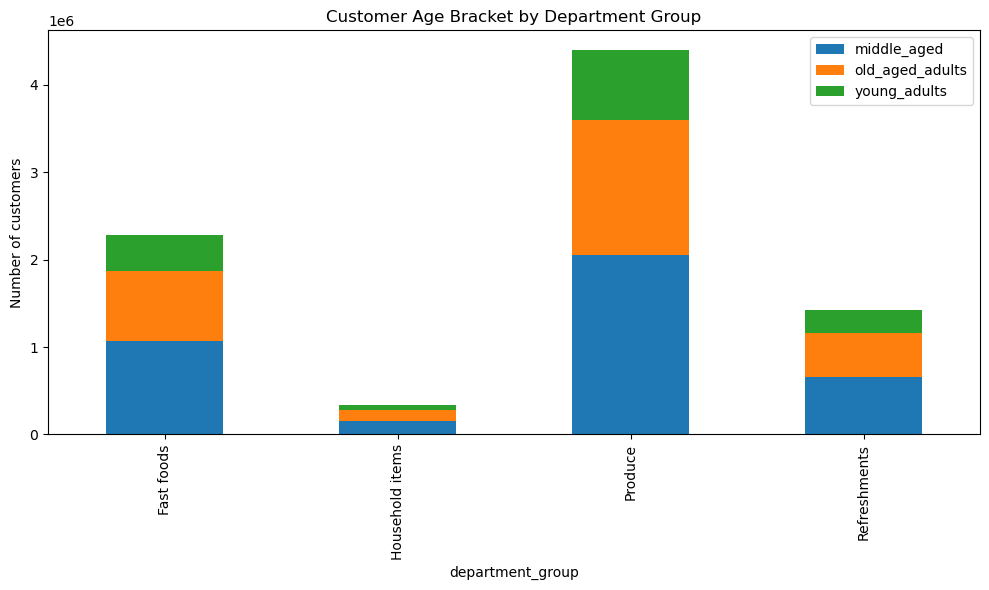 Customer Age Bracket by Department Group
1e6
middle_aged
old_aged_adults
young_adults
4
3
2
1
0
Number of customers
Fast foods
Household items
Produce
Refreshments
department_group